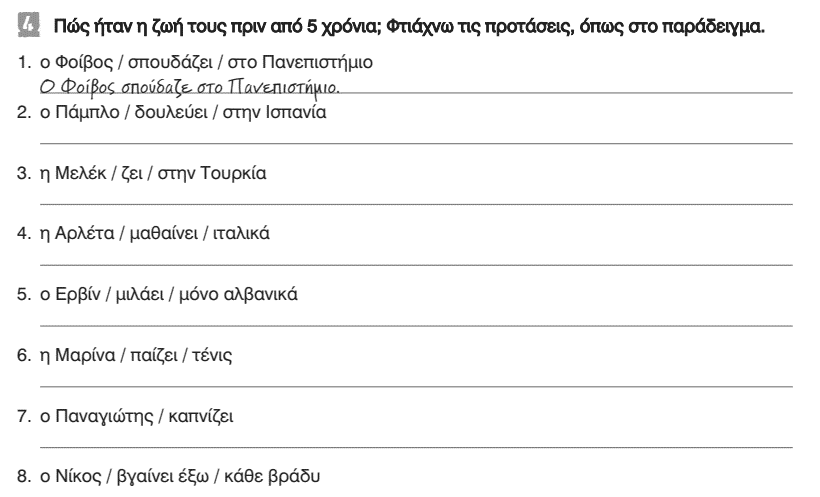 4 Πώς ήταν η ζωή τους πριν από 5 χρόνια; Φτιάχνω τις προτάσεις, όπως στο παράδειγμα.
1. ο Φοίβος / σπουδάζει / στο Πανεπιστήμιο
Ο Φοίβος σπούδαζε στο Πανεπιστήμιο.
2. ο Πάμπλο / δουλεύει / στην Ισπανία
3. η Μελέκ / ζει / στην Τουρκία
4. η Αρλέτα / μαθαίνει / ιταλικά
5. ο Ερβίν / μιλάει / μόνο αλβανικά
6. η Μαρίνα / παίζει / τένις
7. ο Παναγιώτης / καπνίζει
8. ο Νίκος / βγαίνει έξω / κάθε βράδυ